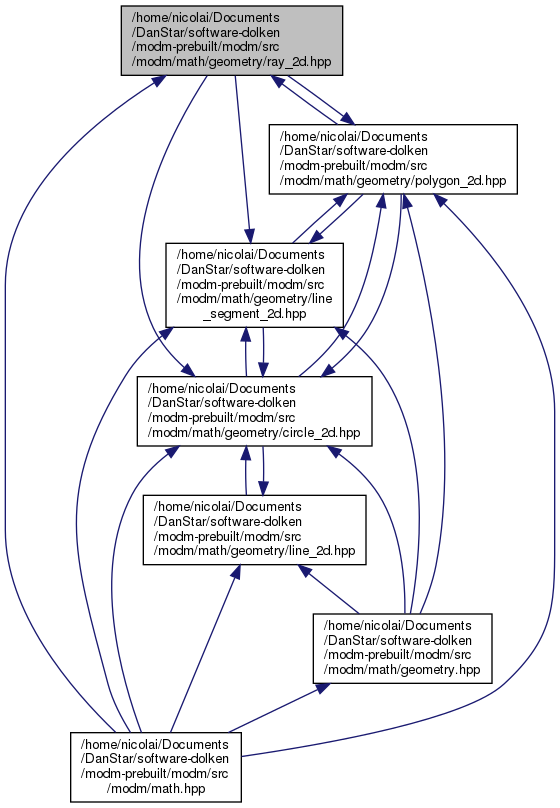 /home/nicolai/Documents
/DanStar/software-dolken
/modm-prebuilt/modm/src
/modm/math/geometry/ray_2d.hpp
/home/nicolai/Documents
/DanStar/software-dolken
/modm-prebuilt/modm/src
/modm/math/geometry/polygon_2d.hpp
/home/nicolai/Documents
/DanStar/software-dolken
/modm-prebuilt/modm/src
/modm/math/geometry/line
_segment_2d.hpp
/home/nicolai/Documents
/DanStar/software-dolken
/modm-prebuilt/modm/src
/modm/math/geometry/circle_2d.hpp
/home/nicolai/Documents
/DanStar/software-dolken
/modm-prebuilt/modm/src
/modm/math/geometry/line_2d.hpp
/home/nicolai/Documents
/DanStar/software-dolken
/modm-prebuilt/modm/src
/modm/math/geometry.hpp
/home/nicolai/Documents
/DanStar/software-dolken
/modm-prebuilt/modm/src
/modm/math.hpp